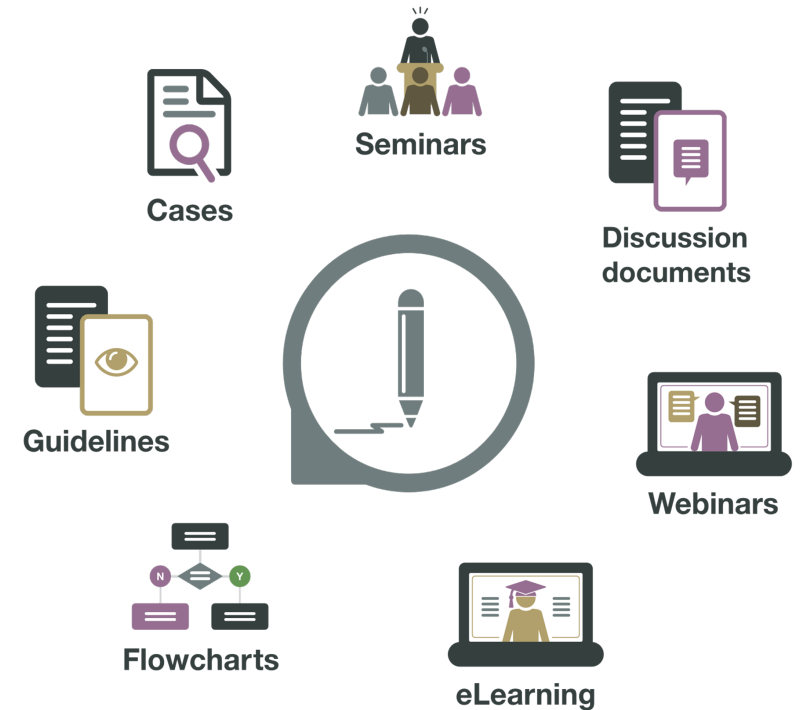 Seminars
Cases
Discussion
documents
Guidelines
Webinars
N
Y
Flowcharts
eLearning